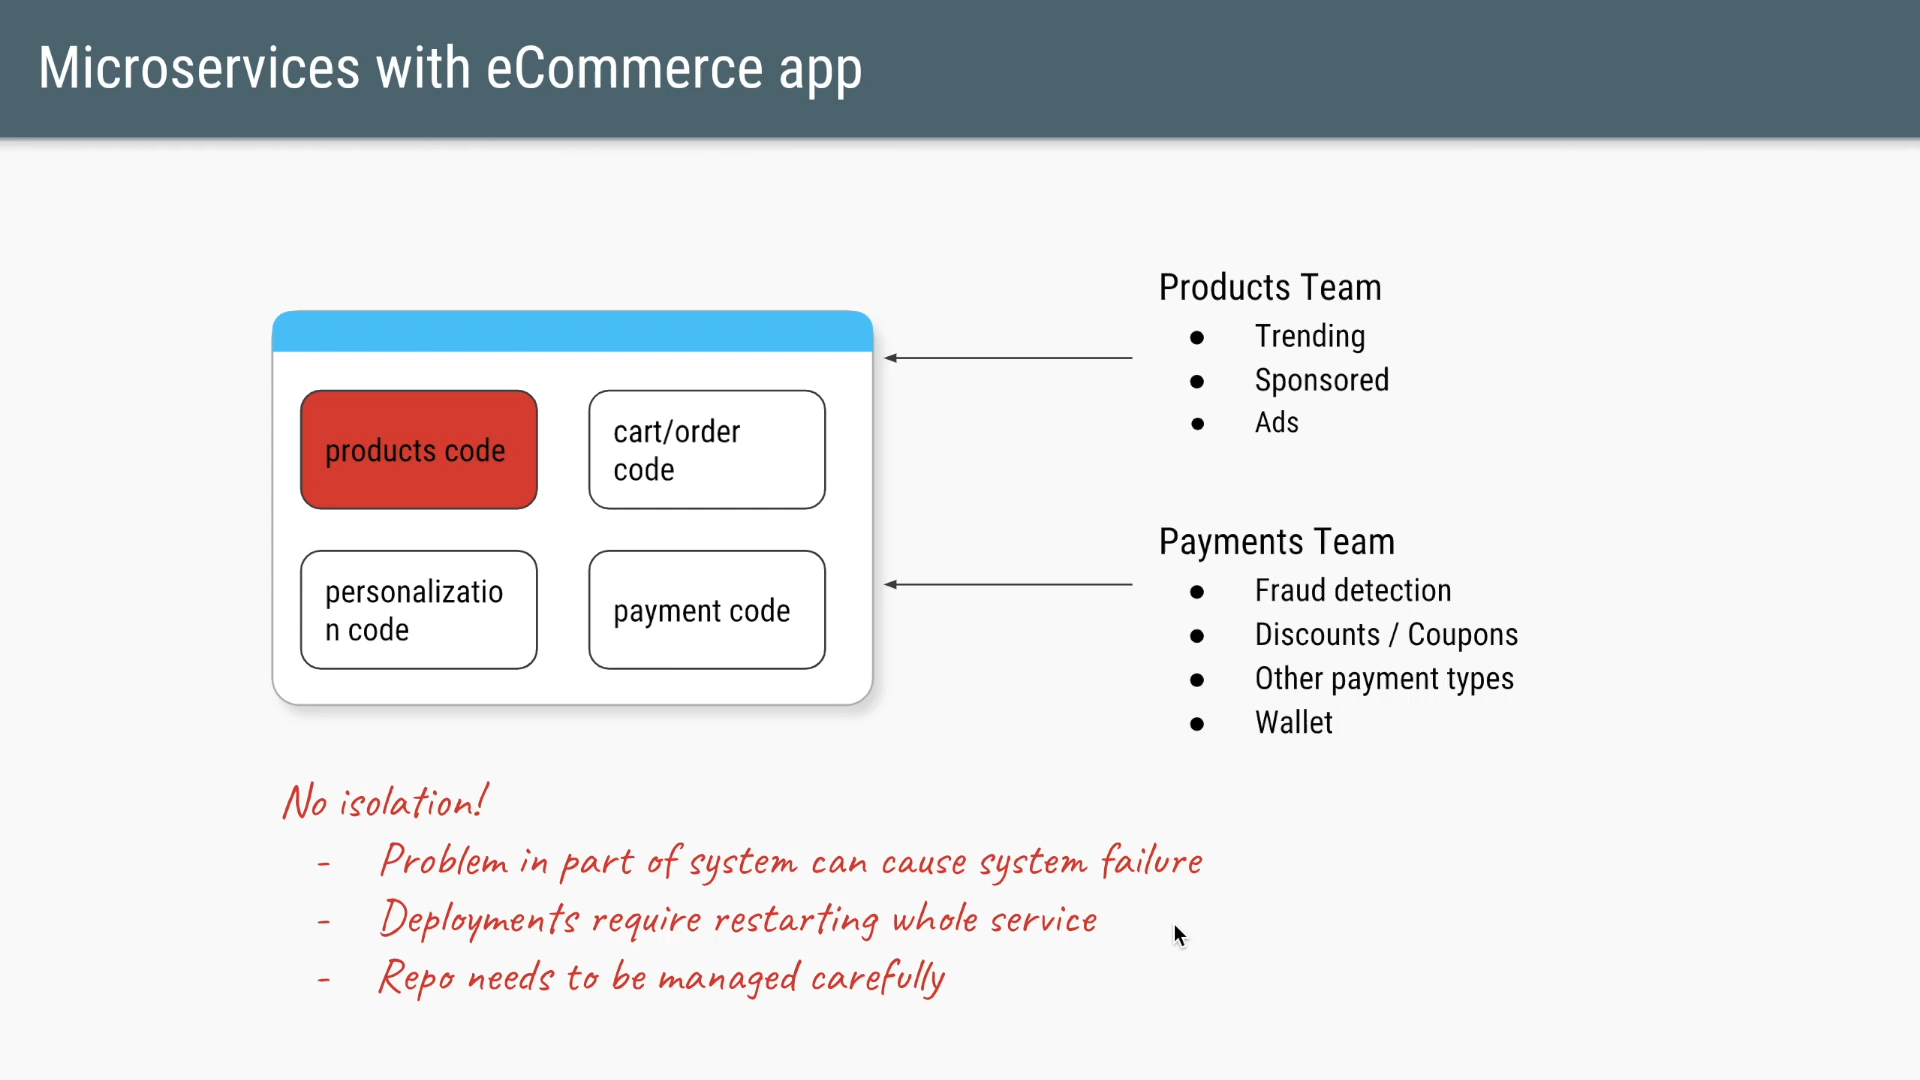 Microservices with eCommerce app
products code
cart/order
code
personalizatio
n code
payment code
Products Team
● Trending
● Sponsored
● Ads
Payments Team
● Fraud detection
● Discounts / Coupons
● Other payment types
● Wallet
No isolation!
- Problem in part of system can cause system failure
- Deployments require restarting whole service
- Repo needs to be managed carefully